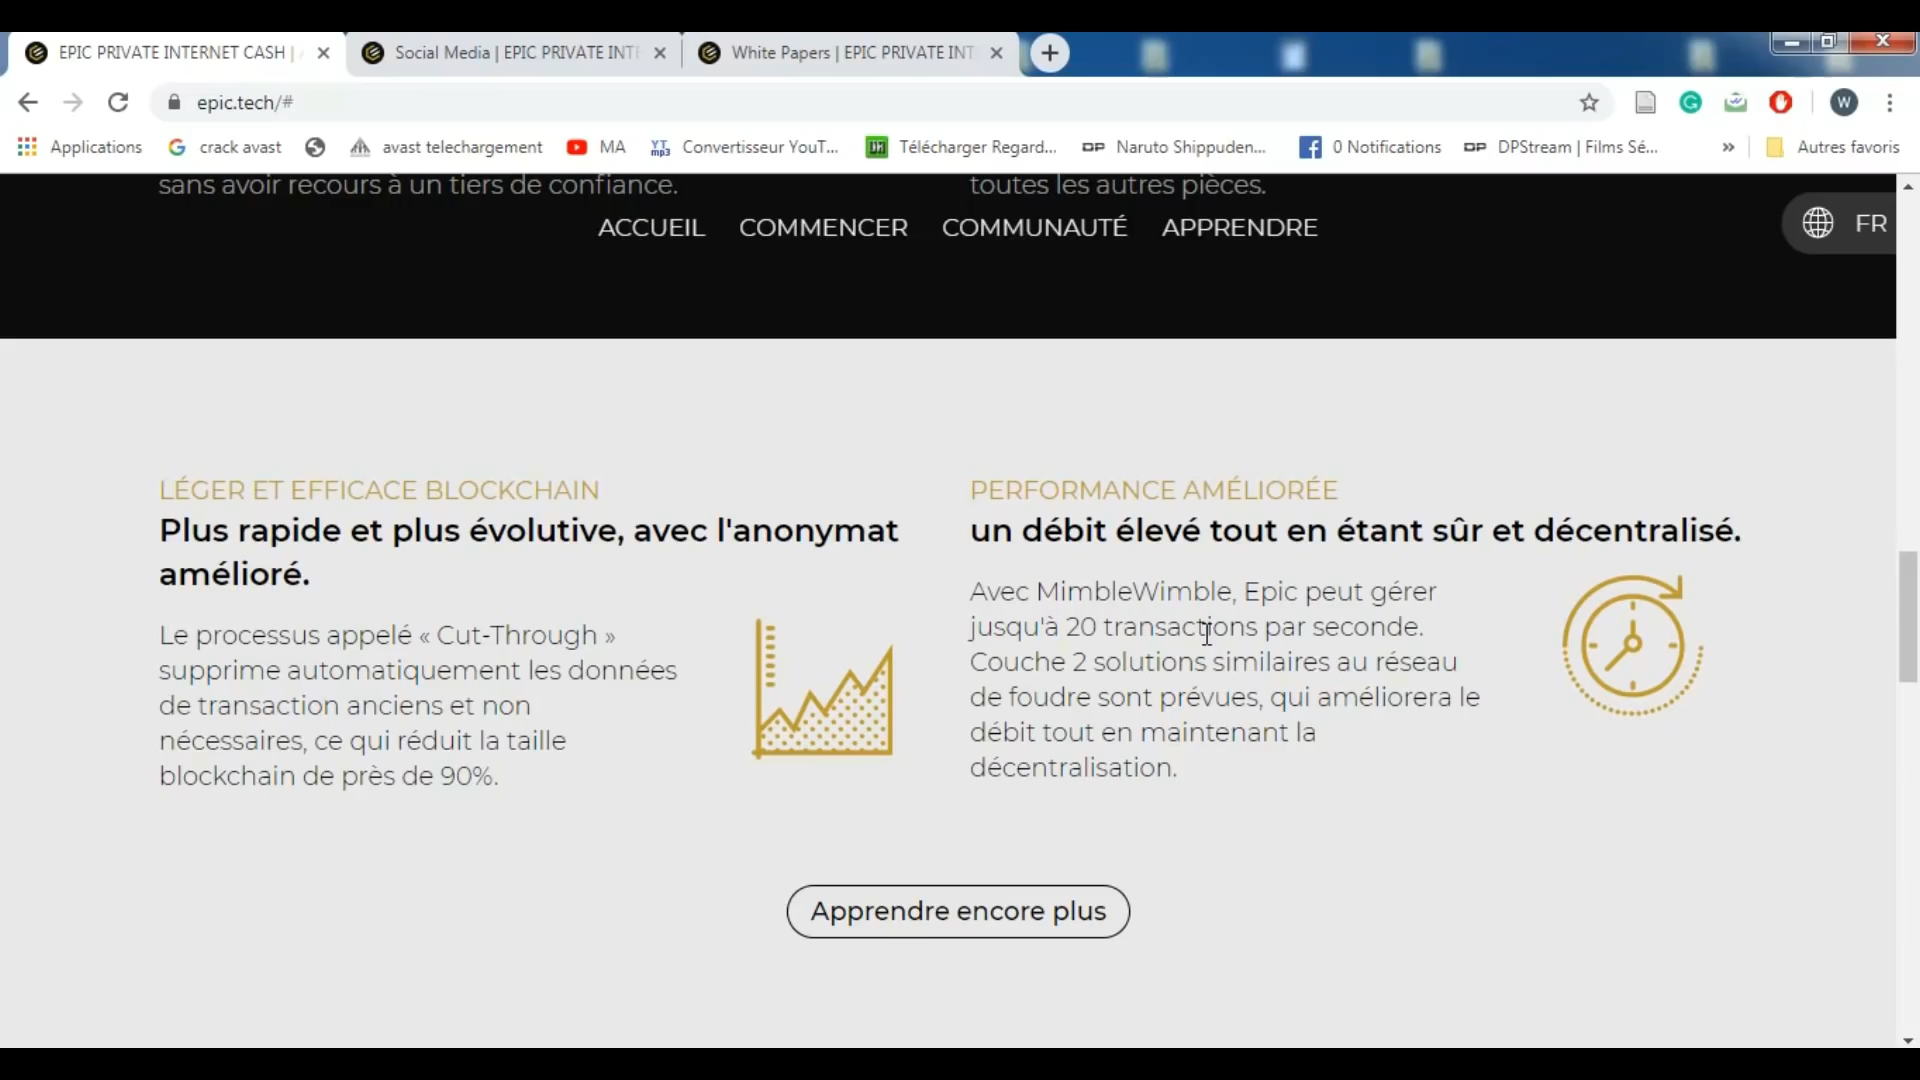 EPIC PRIVATE INTERNET CASH |
Social Media | EPIC PRIVATE INTE
White Papers | EPIC PRIVATE INT
epic.tech/#
W
Applications
crack avast
avast telechargement
MA
Convertisseur YouT...
Télécharger Regard...
Naruto Shippuden...
0 Notifications
DPStream | Films Sé...
»
Autres favoris
sans avoir recours à un tiers de confiance.
toutes les autres pièces.
ACCUEIL COMMENCER COMMUNAUTÉ APPRENDRE
FR
LÉGER ET EFFICACE BLOCKCHAIN
Plus rapide et plus évolutive, avec l'anonymat
amélioré.
Le processus appelé « Cut-Through »
supprime automatiquement les données
de transaction anciens et non
nécessaires, ce qui réduit la taille
blockchain de près de 90%.
PERFORMANCE AMÉLIORÉE
un débit élevé tout en étant sûr et décentralisé.
Avec MimbleWimble, Epic peut gérer
jusqu'à 20 transactions par seconde.
Couche 2 solutions similaires au réseau
de foudre sont prévues, qui améliorera le
débit tout en maintenant la
décentralisation.
Apprendre encore plus